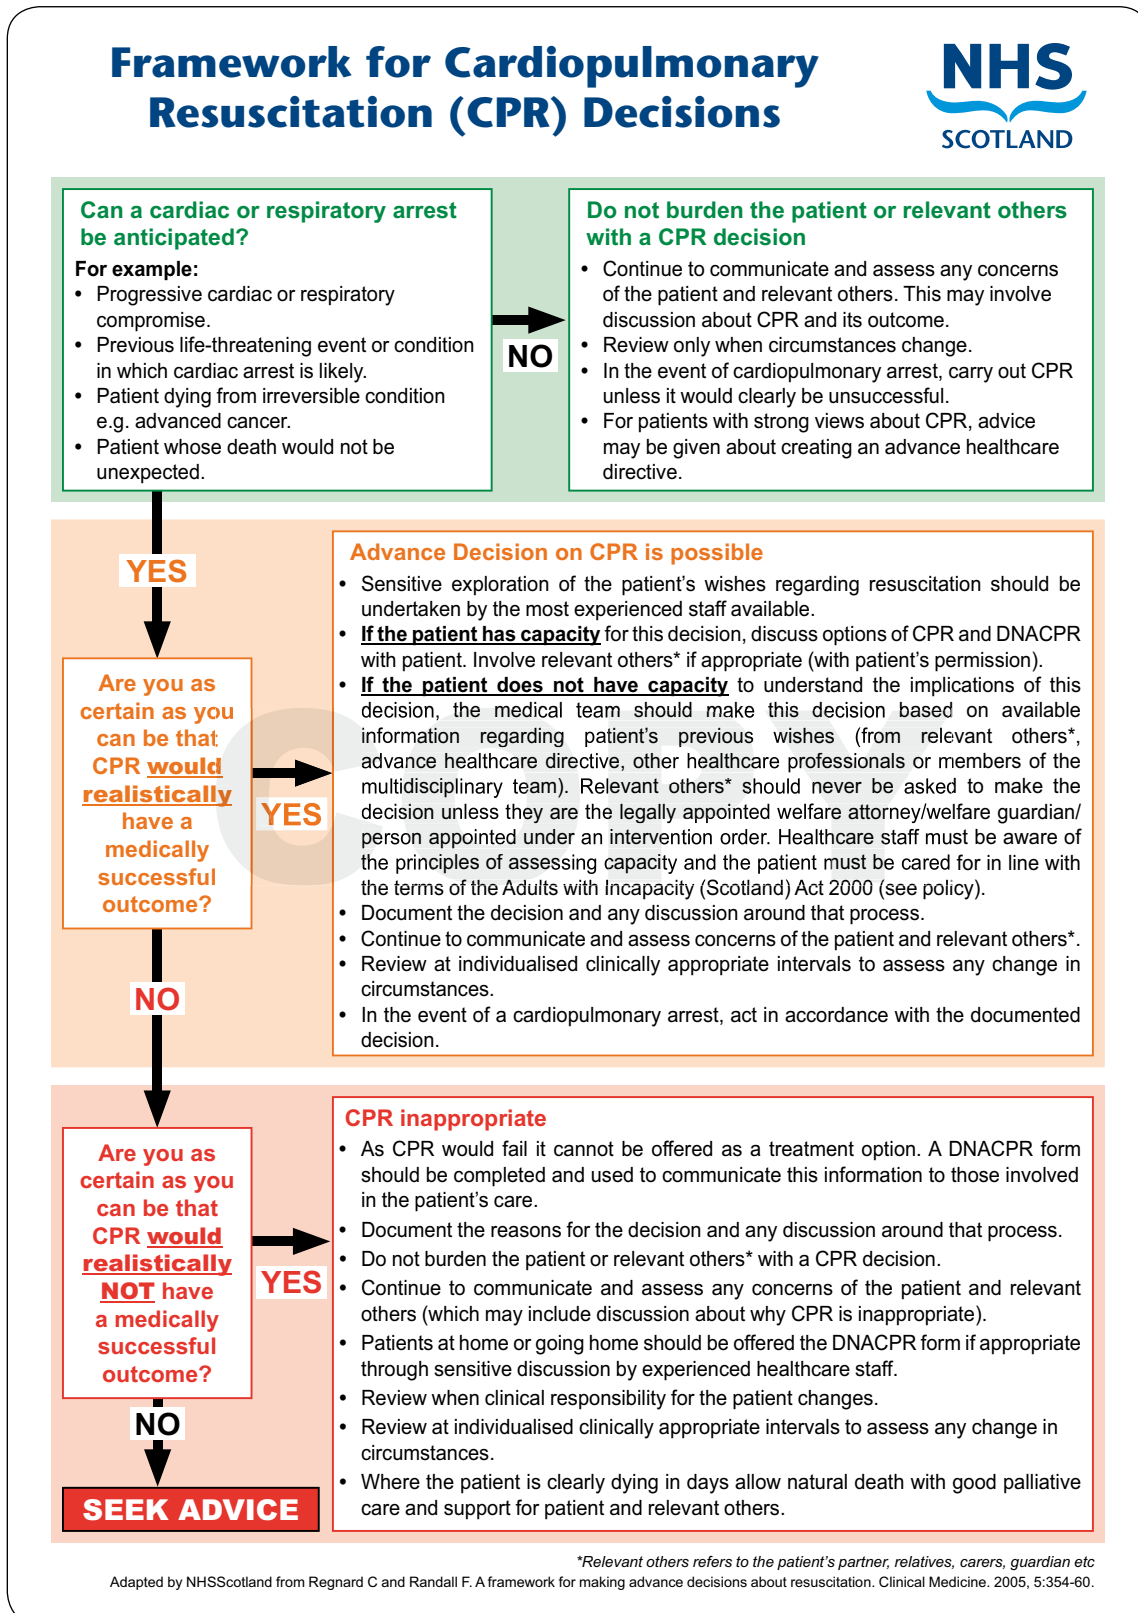 Framework for Cardiopulmonary
Resuscitation (CPR) Decisions
NHS
SCOTLAND
Can a cardiac or respiratory arrest
be anticipated?
For example:
• Progressive cardiac or respiratory
compromise.
• Previous life-threatening event or condition
in which cardiac arrest is likely.
• Patient dying from irreversible condition
e.g. advanced cancer.
• Patient whose death would not be
unexpected.
NO
Do not burden the patient or relevant others
with a CPR decision
• Continue to communicate and assess any concerns
of the patient and relevant others. This may involve
discussion about CPR and its outcome.
• Review only when circumstances change.
• In the event of cardiopulmonary arrest, carry out CPR
unless it would clearly be unsuccessful.
• For patients with strong views about CPR, advice
may be given about creating an advance healthcare
directive.
YES
Are you as
certain as you
can be that
CPR would
realistically
have a
medically
successful
outcome?
YES
Advance Decision on CPR is possible
• Sensitive exploration of the patient's wishes regarding resuscitation should be
undertaken by the most experienced staff available.
• If the patient has capacity for this decision, discuss options of CPR and DNACPR
with patient. Involve relevant others* if appropriate (with patient's permission).
• If the patient does not have capacity to understand the implications of this
decision, the medical team should make this decision based on available
information regarding patient's previous wishes (from relevant others*,
advance healthcare directive, other healthcare professionals or members of the
multidisciplinary team). Relevant others* should never be asked to make the
decision unless they are the legally appointed welfare attorney/welfare guardian/
person appointed under an intervention order. Healthcare staff must be aware of
the principles of assessing capacity and the patient must be cared for in line with
the terms of the Adults with Incapacity (Scotland) Act 2000 (see policy).
• Document the decision and any discussion around that process.
• Continue to communicate and assess concerns of the patient and relevant others*.
• Review at individualised clinically appropriate intervals to assess any change in
circumstances.
• In the event of a cardiopulmonary arrest, act in accordance with the documented
decision.
COPY
NO
Are you as
certain as you
can be that
CPR would
realistically
NOT have
a medically
successful
outcome?
YES
CPR inappropriate
• As CPR would fail it cannot be offered as a treatment option. A DNACPR form
should be completed and used to communicate this information to those involved
in the patient's care.
• Document the reasons for the decision and any discussion around that process.
• Do not burden the patient or relevant others* with a CPR decision.
• Continue to communicate and assess any concerns of the patient and relevant
others (which may include discussion about why CPR is inappropriate).
• Patients at home or going home should be offered the DNACPR form if appropriate
through sensitive discussion by experienced healthcare staff.
• Review when clinical responsibility for the patient changes.
• Review at individualised clinically appropriate intervals to assess any change in
circumstances.
• Where the patient is clearly dying in days allow natural death with good palliative
care and support for patient and relevant others.
NO
SEEK ADVICE
*Relevant others refers to the patient's partner, relatives, carers, guardian etc
Adapted by NHSScotland from Regnard C and Randall F. A framework for making advance decisions about resuscitation. Clinical Medicine. 2005, 5:354-60.